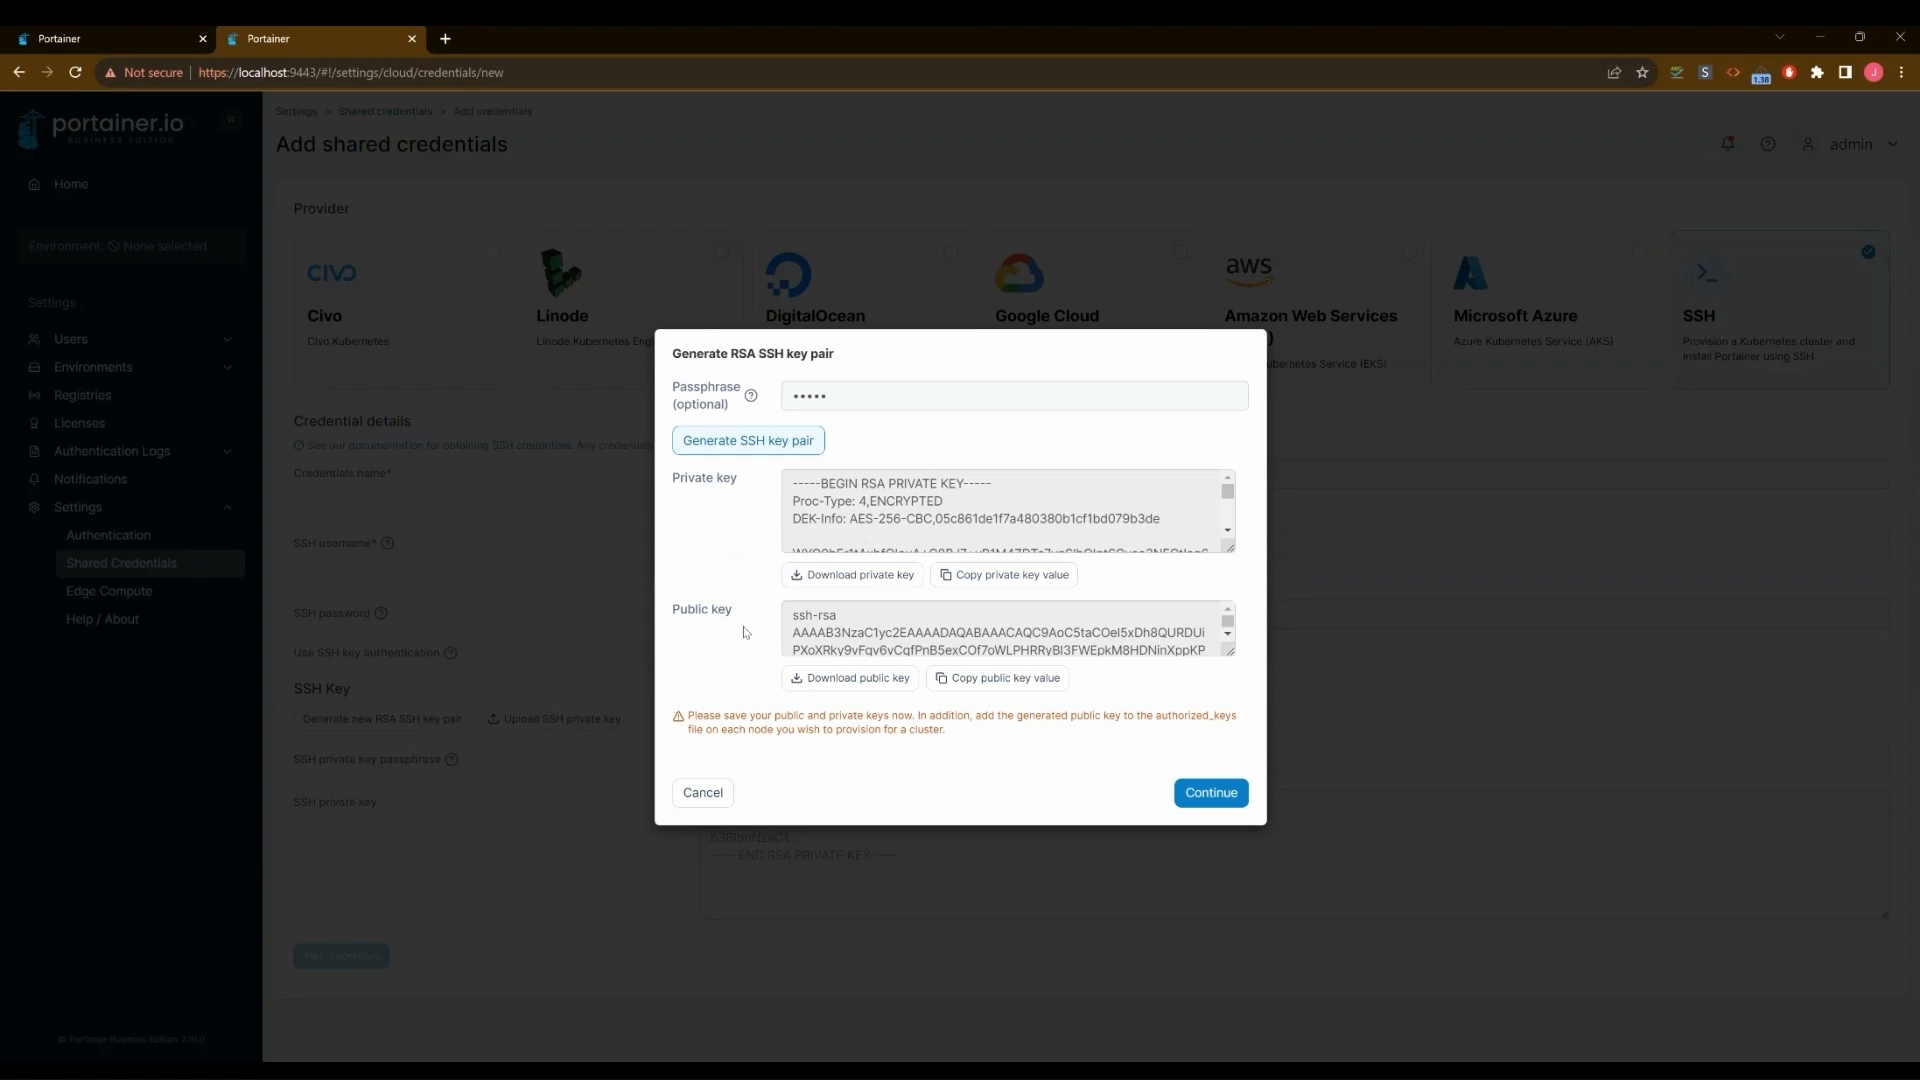 Portainer
Portainer
Not secure https://localhost:9443/#!/settings/cloud/credentials/new
1.38
J
portainer.io
BUSINESS EDITION
Home
Environment: None selected
Settings
Users
Environments
Registries
Licenses
Authentication Logs
Notifications
Settings
Authentication
Shared Credentials
Edge Compute
Help / About
© Portainer Business Edition 2.19.0
Settings > Shared credentials > Add credentials
Add shared credentials
admin
Provider
CIVO
Civo
Civo Kubernetes
Linode
Linode Kubernetes
DigitalOcean
Google Cloud
aws
Amazon Web Services
Kubernetes Service (EKS)
Microsoft Azure
Azure Kubernetes Service (AKS)
SSH
Provision a Kubernetes cluster and
install Portainer using SSH
Credential details
See our documentation for obtaining SSH credentials. Any credentials
Credentials name*
SSH username*
SSH password
Use SSH key authentication
SSH Key
Generate new RSA SSH key pair
Upload SSH private key
SSH private key passphrase
SSH private key
-----END RSA PRIVATE KEY-----
Add credentials
Generate RSA SSH key pair
Passphrase
(optional)
•••••
Generate SSH key pair
Private key
-----BEGIN RSA PRIVATE KEY-----
Proc-Type: 4,ENCRYPTED
DEK-Info: AES-256-CBC,05c861de1f7a480380b1cf1bd079b3de
Download private key
Copy private key value
Public key
ssh-rsa
AAAAB3NzaC1yc2EAAAADAQABAAACAQC9AoC5taCOeI5xDh8QURDUi
PXoXRky9vFqv6vCqfPnB5exCOf7oWLPHRRyBI3FWEpkM8HDNinXppKP
Download public key
Copy public key value
Please save your public and private keys now. In addition, add the generated public key to the authorized_keys
file on each node you wish to provision for a cluster.
Cancel
Continue